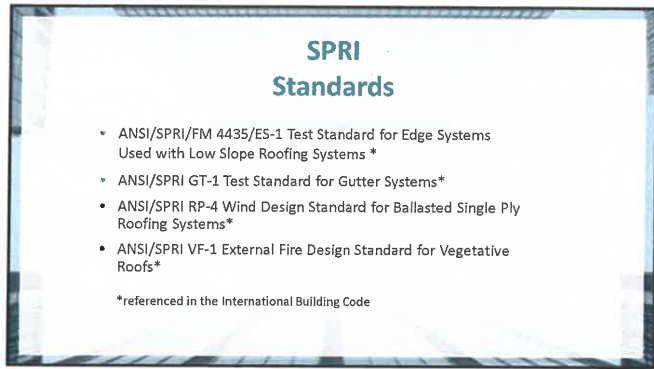 SPRI
Standards
• ANSI/SPRI/FM 4435/ES-1 Test Standard for Edge Systems
Used with Low Slope Roofing Systems *
• ANSI/SPRI GT-1 Test Standard for Gutter Systems*
• ANSI/SPRI RP-4 Wind Design Standard for Ballasted Single Ply
Roofing Systems*
• ANSI/SPRI VF-1 External Fire Design Standard for Vegetative
Roofs*
*referenced in the International Building Code